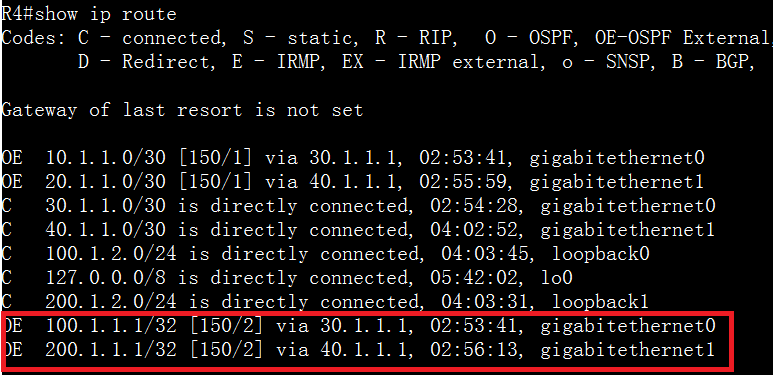 R4#show ip route
Codes: C - connected, S - static, R - RIP,  O - OSPF, OE-OSPF External,
       D - Redirect, E - IRMP, EX - IRMP external, o - SNSP, B - BGP,
Gateway of last resort is not set
OE  10.1.1.0/30 [150/1] via 30.1.1.1, 02:53:41, gigabitethernet0
OE  20.1.1.0/30 [150/1] via 40.1.1.1, 02:55:59, gigabitethernet1
C   30.1.1.0/30 is directly connected, 02:54:28, gigabitethernet0
C   40.1.1.0/30 is directly connected, 04:02:52, gigabitethernet1
C   100.1.2.0/24 is directly connected, 04:03:45, loopback0
C   127.0.0.0/8 is directly connected, 05:42:02, lo0
C   200.1.2.0/24 is directly connected, 04:03:31, loopback1
OE  100.1.1.1/32 [150/2] via 30.1.1.1, 02:53:41, gigabitethernet0
OE  200.1.1.1/32 [150/2] via 40.1.1.1, 02:56:13, gigabitethernet1